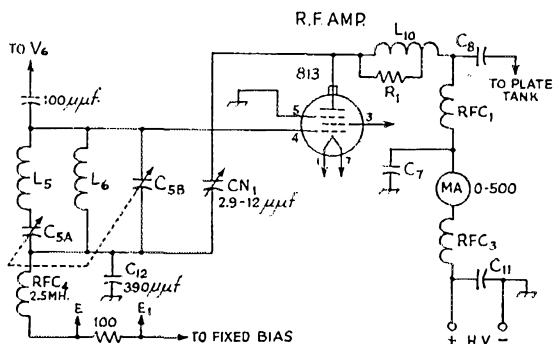 R.F. AMP.
TO V6
100μμf.
L5
L6
C5A
C5B
CN1
2.9-12 μμf
813
5
4
3
1
7
L10
R1
C8
TO PLATE
TANK
RFC1
C7
MA
0-500
RFC3
C11
+ H.V. -
RFC4
2.5MH.
C12
390μμf
E
100
E1
TO FIXED BIAS